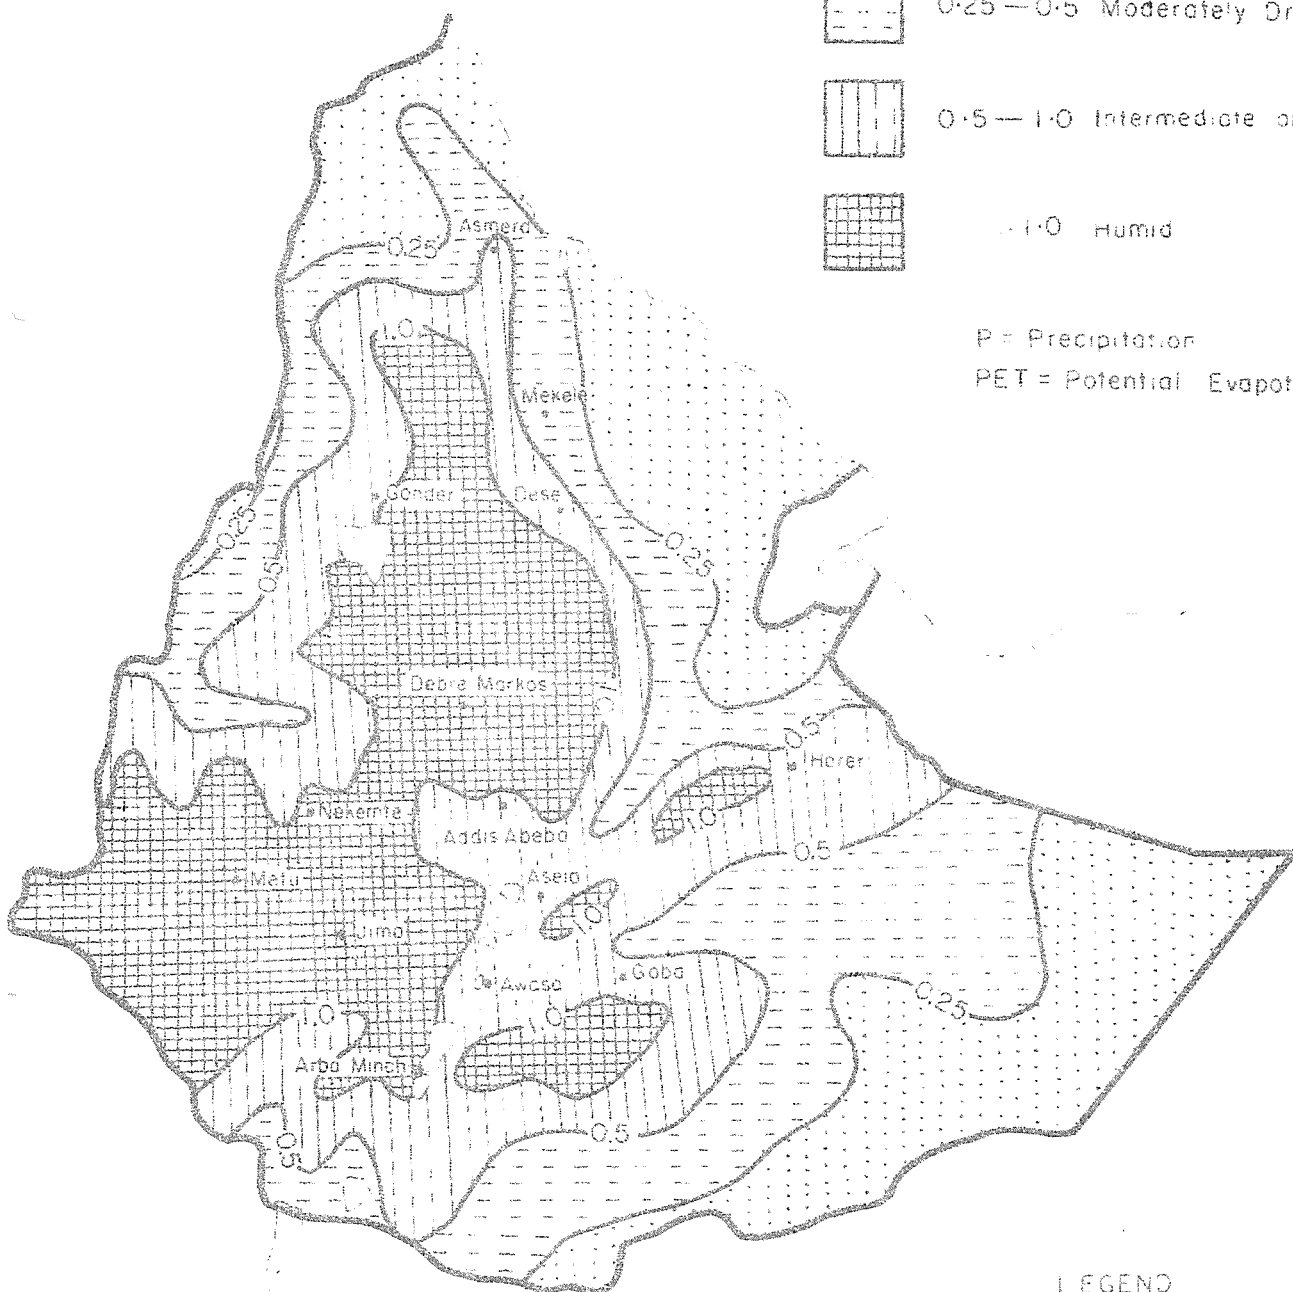 0.25 — 0.5 Moderately Dr
0.5 — 1.0 Intermediate o
1.0 Humid
P = Precipitation
PET = Potential Evapot
Asmera
0.25
1.0
Mekele
Gonder
Dese
0.25
0.5
0.25
Debre Markos
1.0
0.5
Harer
Nekemte
Addis Abeba
1.0
0.5
Metu
Asela
Jima
1.0
Goba
Awasa
0.25
1.0
1.0
Arba Minch
0.5
0.5
LEGEND